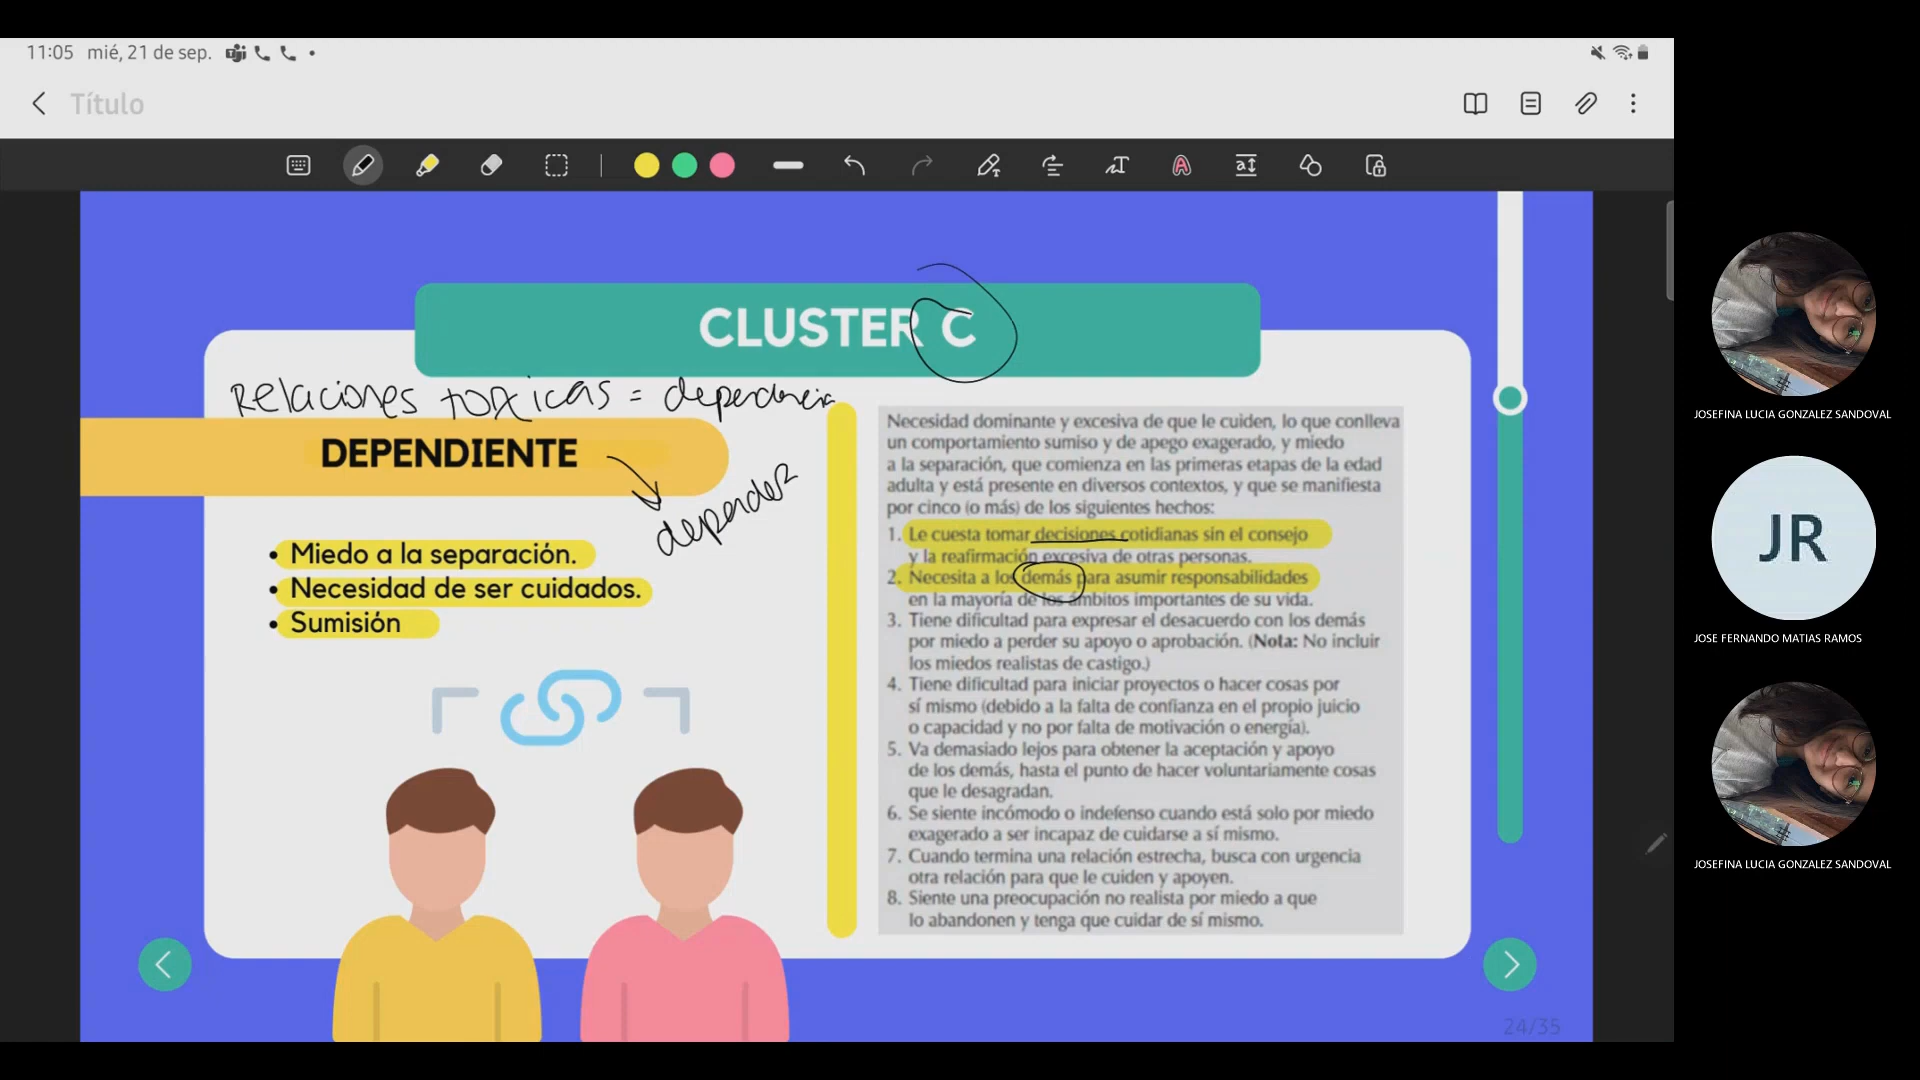 11:05 mié, 21 de sep.
Título
CLUSTER C
Relaciones toxicas = dependencia
DEPENDIENTE
depender
• Miedo a la separación.
• Necesidad de ser cuidados.
• Sumisión
Necesidad dominante y excesiva de que le cuiden, lo que conlleva
un comportamiento sumiso y de apego exagerado, y miedo
a la separación, que comienza en las primeras etapas de la edad
adulta y está presente en diversos contextos, y que se manifiesta
por cinco (o más) de los siguientes hechos:
1. Le cuesta tomar decisiones cotidianas sin el consejo
y la reafirmación excesiva de otras personas.
2. Necesita a los demás para asumir responsabilidades
en la mayoría de los ámbitos importantes de su vida.
3. Tiene dificultad para expresar el desacuerdo con los demás
por miedo a perder su apoyo o aprobación. (Nota: No incluir
los miedos realistas de castigo.)
4. Tiene dificultad para iniciar proyectos o hacer cosas por
sí mismo (debido a la falta de confianza en el propio juicio
o capacidad y no por falta de motivación o energía).
5. Va demasiado lejos para obtener la aceptación y apoyo
de los demás, hasta el punto de hacer voluntariamente cosas
que le desagradan.
6. Se siente incómodo o indefenso cuando está solo por miedo
exagerado a ser incapaz de cuidarse a sí mismo.
7. Cuando termina una relación estrecha, busca con urgencia
otra relación para que le cuiden y apoyen.
8. Siente una preocupación no realista por miedo a que
lo abandonen y tenga que cuidar de sí mismo.
24/35
JOSEFINA LUCIA GONZALEZ SANDOVAL
JR
JOSE FERNANDO MATIAS RAMOS
JOSEFINA LUCIA GONZALEZ SANDOVAL